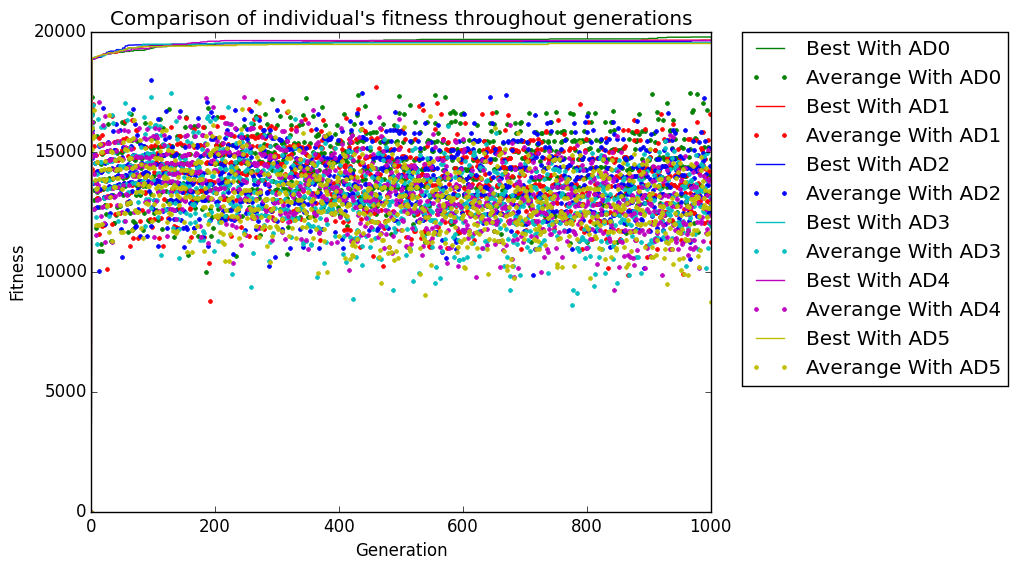 Comparison of individual's fitness throughout generations
20000
15000
10000
5000
0
Fitness
0 200 400 600 800 1000
Generation
Best With AD0
Averange With AD0
Best With AD1
Averange With AD1
Best With AD2
Averange With AD2
Best With AD3
Averange With AD3
Best With AD4
Averange With AD4
Best With AD5
Averange With AD5